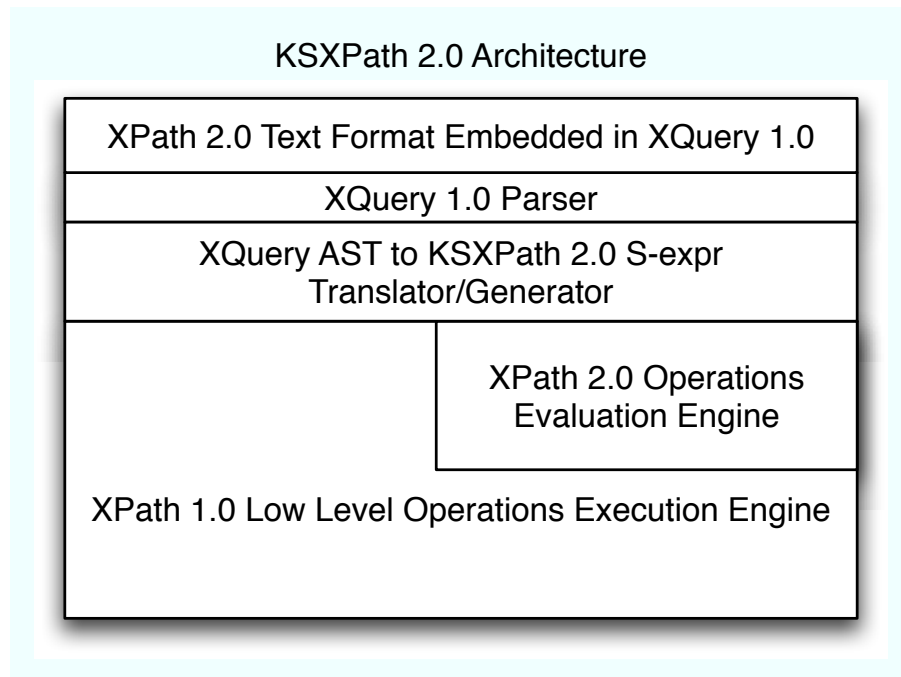 KSXPath 2.0 Architecture
XPath 2.0 Text Format Embedded in XQuery 1.0
XQuery 1.0 Parser
XQuery AST to KSXPath 2.0 S-expr
Translator/Generator
XPath 2.0 Operations
Evaluation Engine
XPath 1.0 Low Level Operations Execution Engine